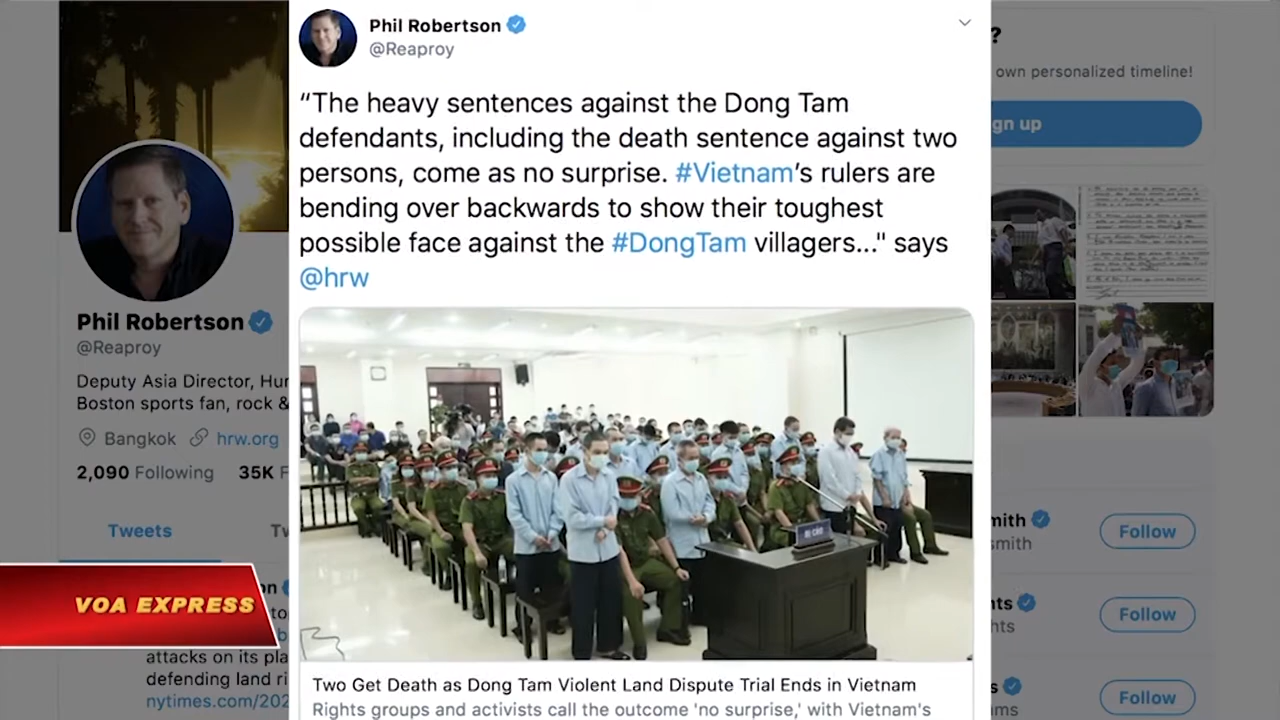 Phil Robertson
@Reaproy
“The heavy sentences against the Dong Tam
defendants, including the death sentence against two
persons, come as no surprise. #Vietnam’s rulers are
bending over backwards to show their toughest
possible face against the #DongTam villagers..." says
@hrw
BỊ CÁO
Two Get Death as Dong Tam Violent Land Dispute Trial Ends in Vietnam
Rights groups and activists call the outcome 'no surprise,' with Vietnam's
Phil Robertson
@Reaproy
Deputy Asia Director,
Boston sports fan, rock &
Bangkok hrw.org
2,090 Following 35K
Tweets
VOA EXPRESS
attacks on its
defending land
nytimes.com/202
?
own personalized timeline!
up
Follow
Follow
Follow